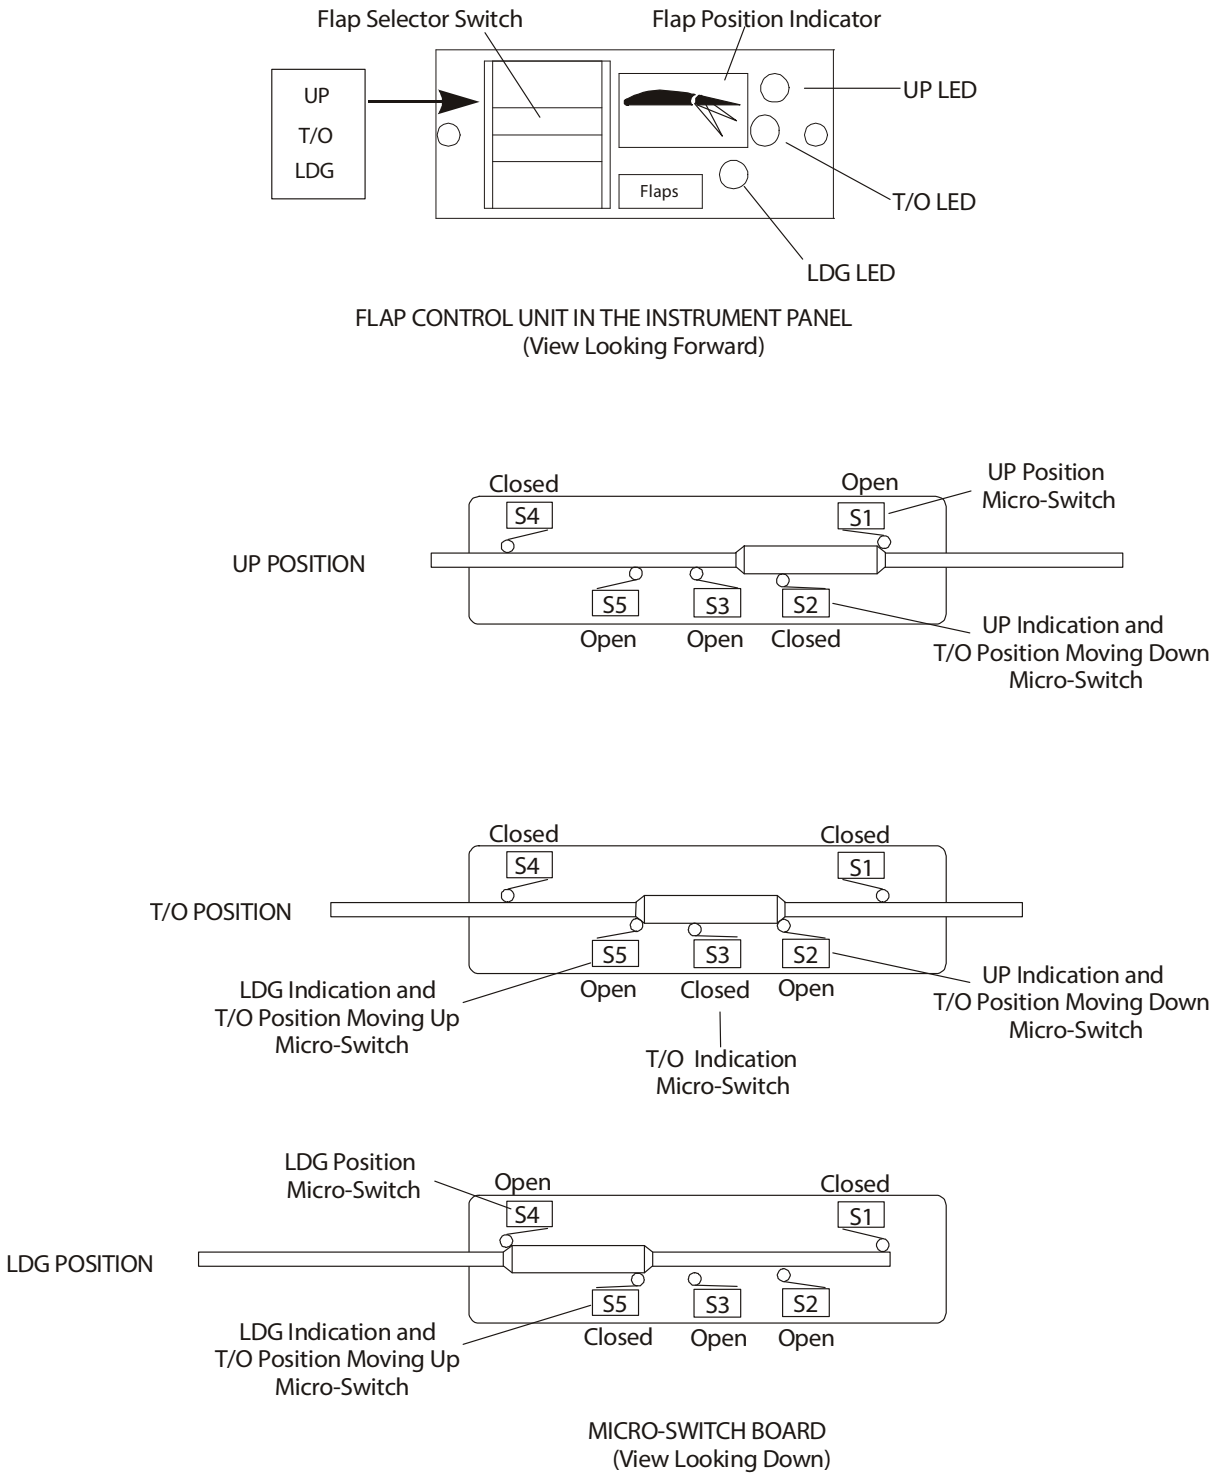 Flap Selector Switch
Flap Position Indicator
UP
T/O
LDG
UP LED
Flaps
T/O LED
LDG LED
FLAP CONTROL UNIT IN THE INSTRUMENT PANEL
(View Looking Forward)
Closed
Open
UP Position
Micro-Switch
S4
S1
UP POSITION
S5
S3
S2
Open
Open
Closed
UP Indication and
T/O Position Moving Down
Micro-Switch
Closed
Closed
S4
S1
T/O POSITION
S5
S3
S2
Open
Closed
Open
LDG Indication and
T/O Position Moving Up
Micro-Switch
UP Indication and
T/O Position Moving Down
Micro-Switch
T/O Indication
Micro-Switch
LDG Position
Micro-Switch
Open
Closed
S4
S1
LDG POSITION
S5
S3
S2
Closed
Open
Open
LDG Indication and
T/O Position Moving Up
Micro-Switch
MICRO-SWITCH BOARD
(View Looking Down)